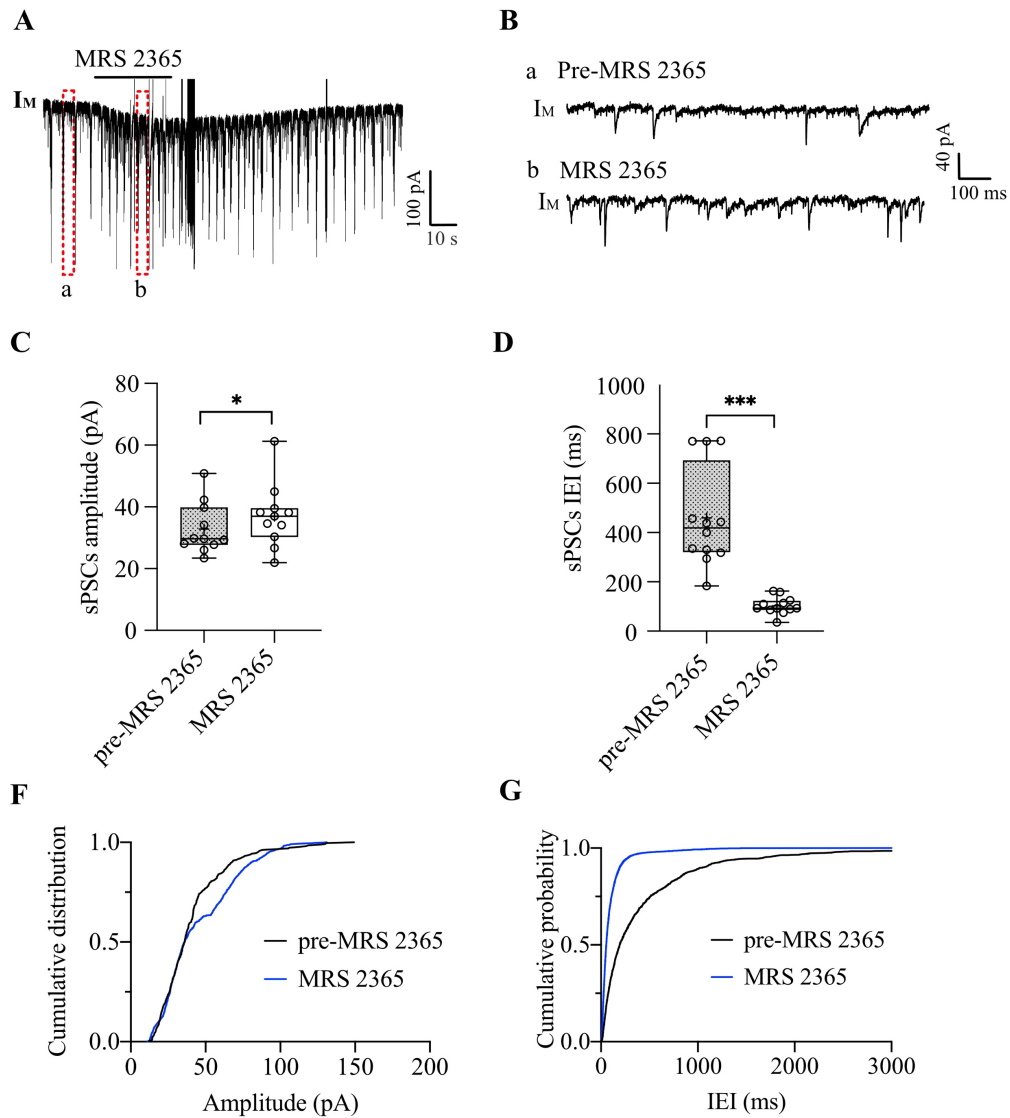 A
MRS 2365
IM
100 pA
10 s
a
b
B
a Pre-MRS 2365
IM
b MRS 2365
IM
40 pA
100 ms
C
sPSCs amplitude (pA)
80
60
40
20
0
*
pre-MRS 2365
MRS 2365
D
sPSCs IEI (ms)
1000
800
600
400
200
0
***
pre-MRS 2365
MRS 2365
F
Cumulative distribution
1.0
0.5
0.0
0 50 100 150 200
Amplitude (pA)
pre-MRS 2365
MRS 2365
G
Cumulative probability
1.0
0.5
0.0
0 1000 2000 3000
IEI (ms)
pre-MRS 2365
MRS 2365